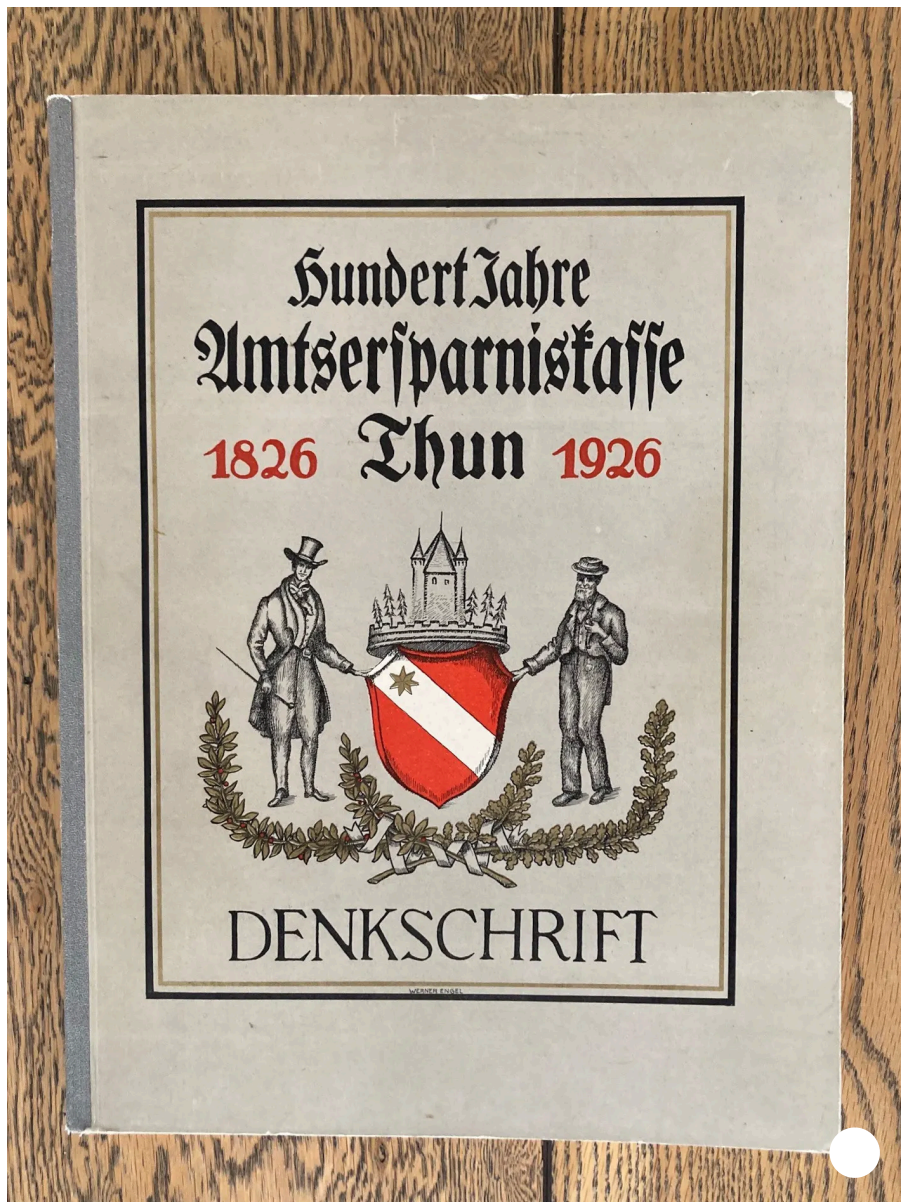 Hundert Jahre
Amtsersparniskasse
1826 Thun 1926
DENKSCHRIFT
WERNER ENGEL